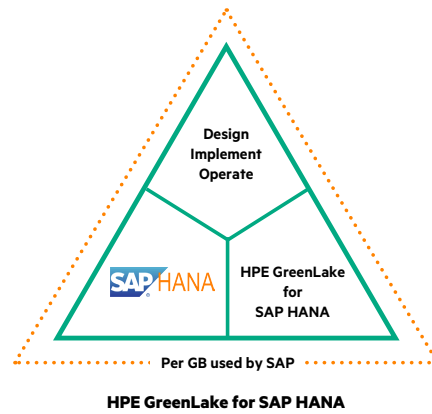 Design
Implement
Operate
SAP HANA
®
HPE GreenLake
for
SAP HANA
Per GB used by SAP
HPE GreenLake for SAP HANA